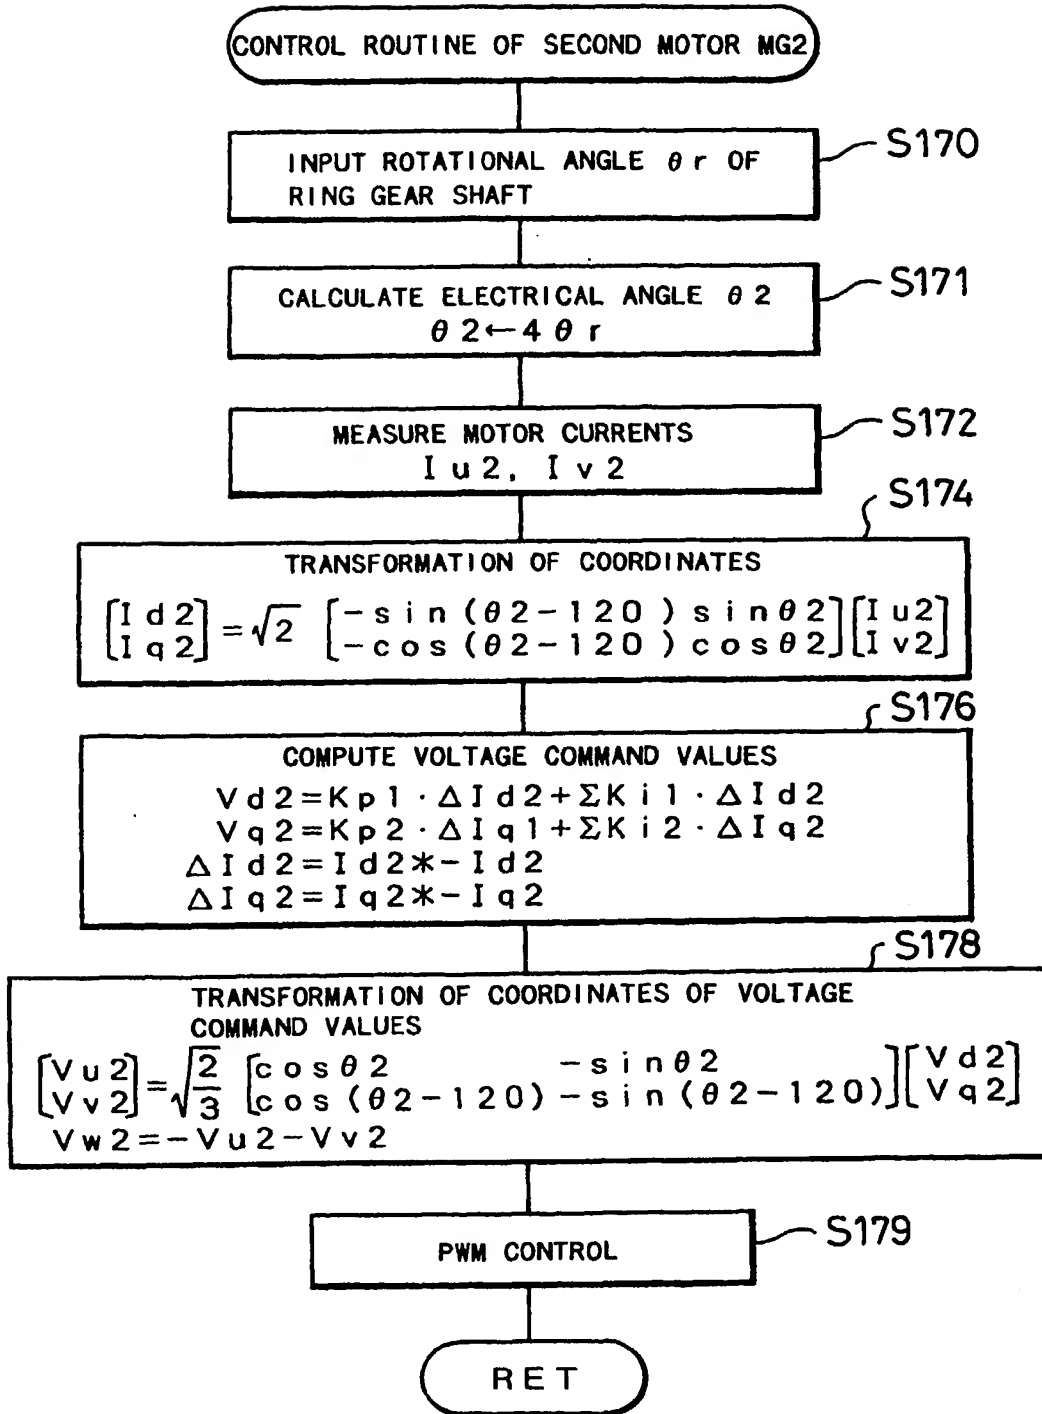 CONTROL ROUTINE OF SECOND MOTOR MG2
S170
INPUT ROTATIONAL ANGLE θr OF
RING GEAR SHAFT
S171
CALCULATE ELECTRICAL ANGLE θ2
θ2←4θr
S172
MEASURE MOTOR CURRENTS
Iu2, Iv2
S174
TRANSFORMATION OF COORDINATES
[Id2] = √2 [-sin(θ2-120) sinθ2][Iu2]
[Iq2] [-cos(θ2-120) cosθ2][Iv2]
S176
COMPUTE VOLTAGE COMMAND VALUES
Vd2=Kp1·ΔId2+ΣKi1·ΔId2
Vq2=Kp2·ΔIq1+ΣKi2·ΔIq2
ΔId2=Id2*-Id2
ΔIq2=Iq2*-Iq2
S178
TRANSFORMATION OF COORDINATES OF VOLTAGE
COMMAND VALUES
[Vu2] = √2/3 [cosθ2 -sinθ2][Vd2]
[Vv2] [cos(θ2-120) -sin(θ2-120)][Vq2]
Vw2=-Vu2-Vv2
S179
PWM CONTROL
RET